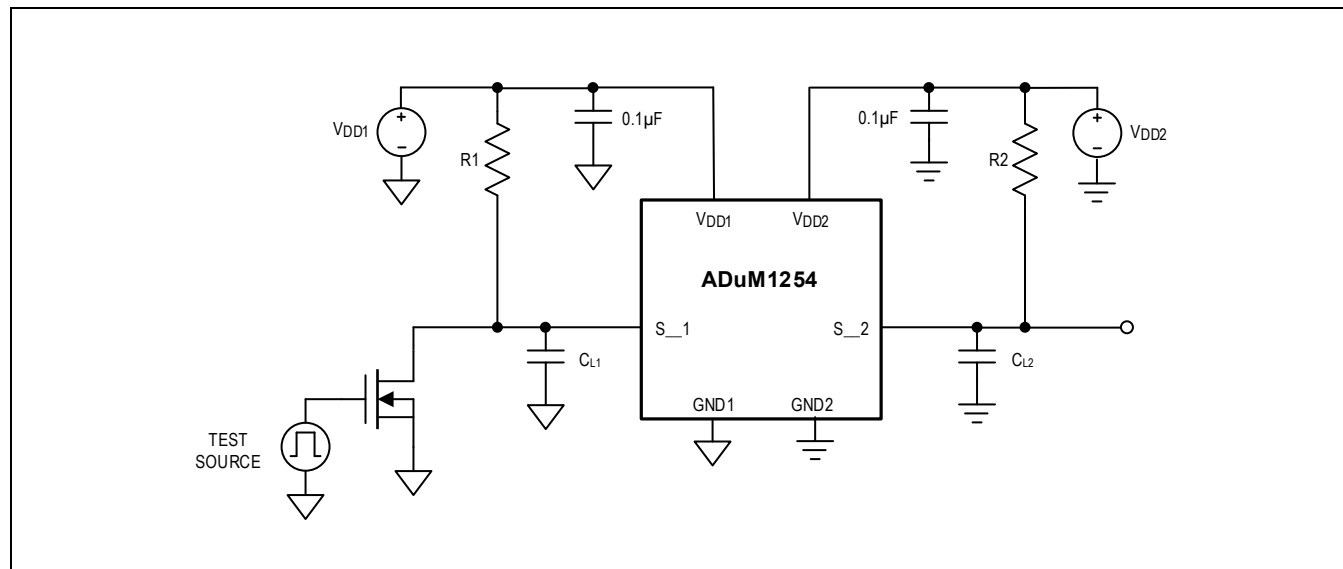 0.1µF
0.1µF
VDD1
VDD2
R1
R2
VDD1
VDD2
ADuM1254
S__1
S__2
CL1
CL2
GND1
GND2
TEST
SOURCE